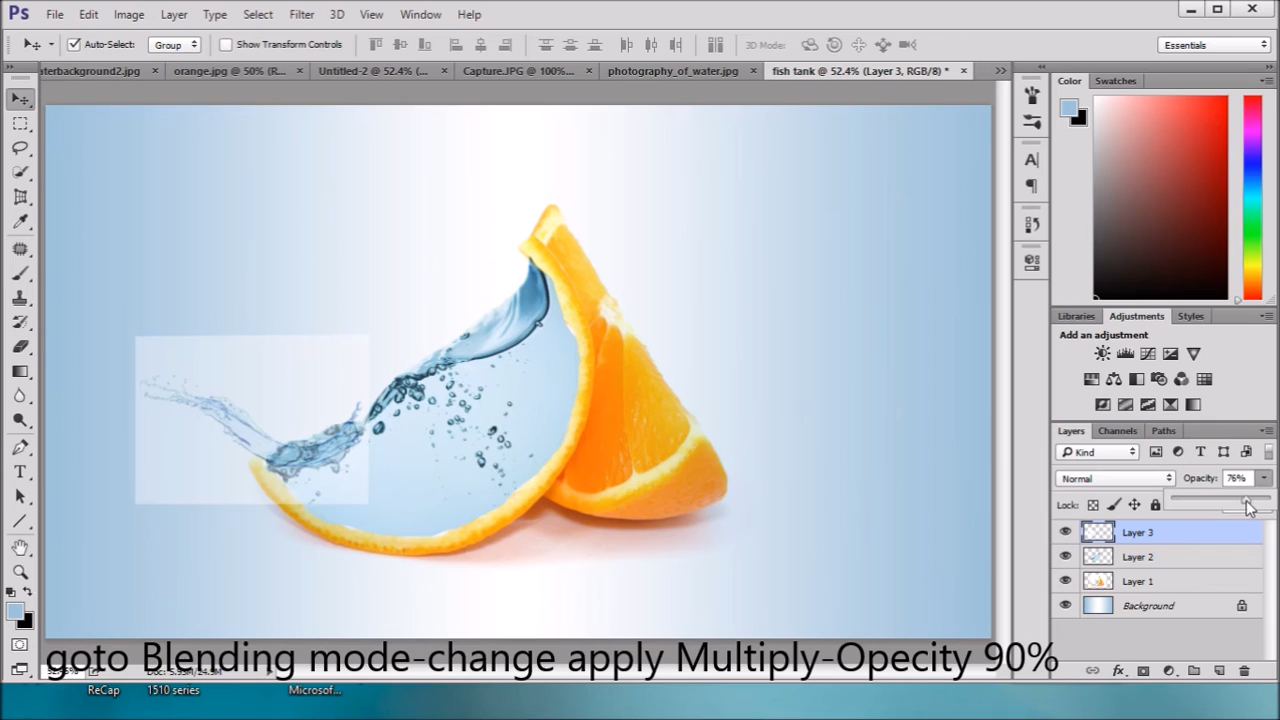 Ps File Edit Image Layer Type Select Filter 3D View Window Help
Auto-Select: Group Show Transform Controls 3D Mode: Essentials
terbackground2.jpg × orange.jpg @ 50% (R... × Untitled-2 @ 52.4% (... × Capture.JPG @ 100%... × photography_of_water.jpg × fish tank @ 52.4% (Layer 3, RGB/8) * ×
Color Swatches
Libraries Adjustments Styles
Add an adjustment
Layers Channels Paths
Kind
Normal Opacity: 76%
Lock:
Layer 3
Layer 2
Layer 1
Background
goto Blending mode-change apply Multiply-Opecity 90%
ReCap 1510 series Microsof...